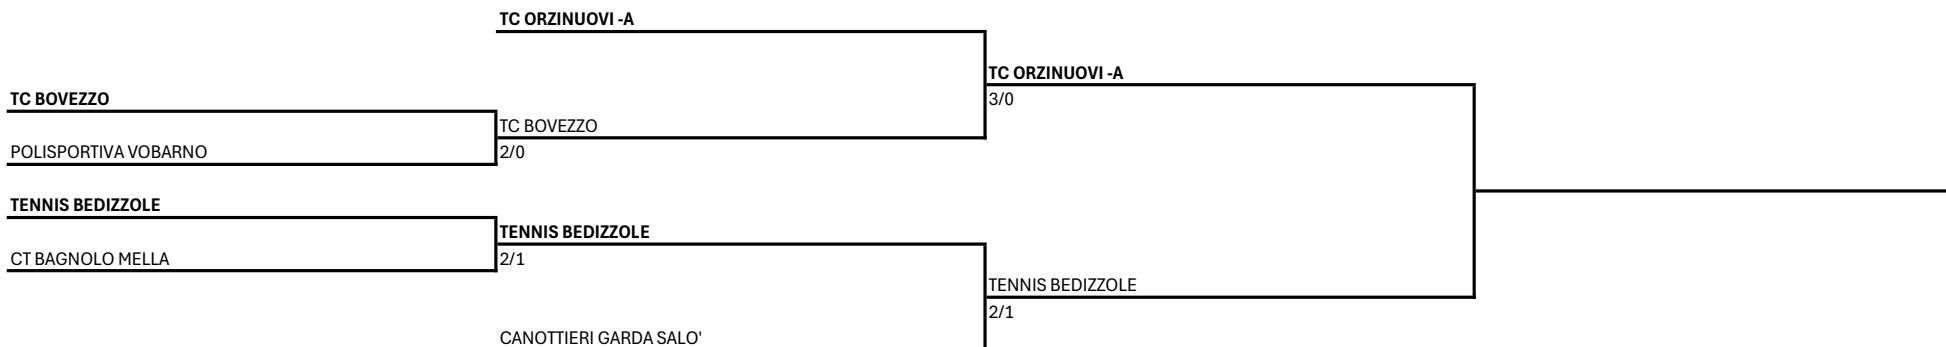 TC ORZINUOVI -A
TC ORZINUOVI -A
TC BOVEZZO
3/0
TC BOVEZZO
POLISPORTIVA VOBARNO
2/0
TENNIS BEDIZZOLE
TENNIS BEDIZZOLE
CT BAGNOLO MELLA
2/1
TENNIS BEDIZZOLE
2/1
CANOTTIERI GARDA SALO'